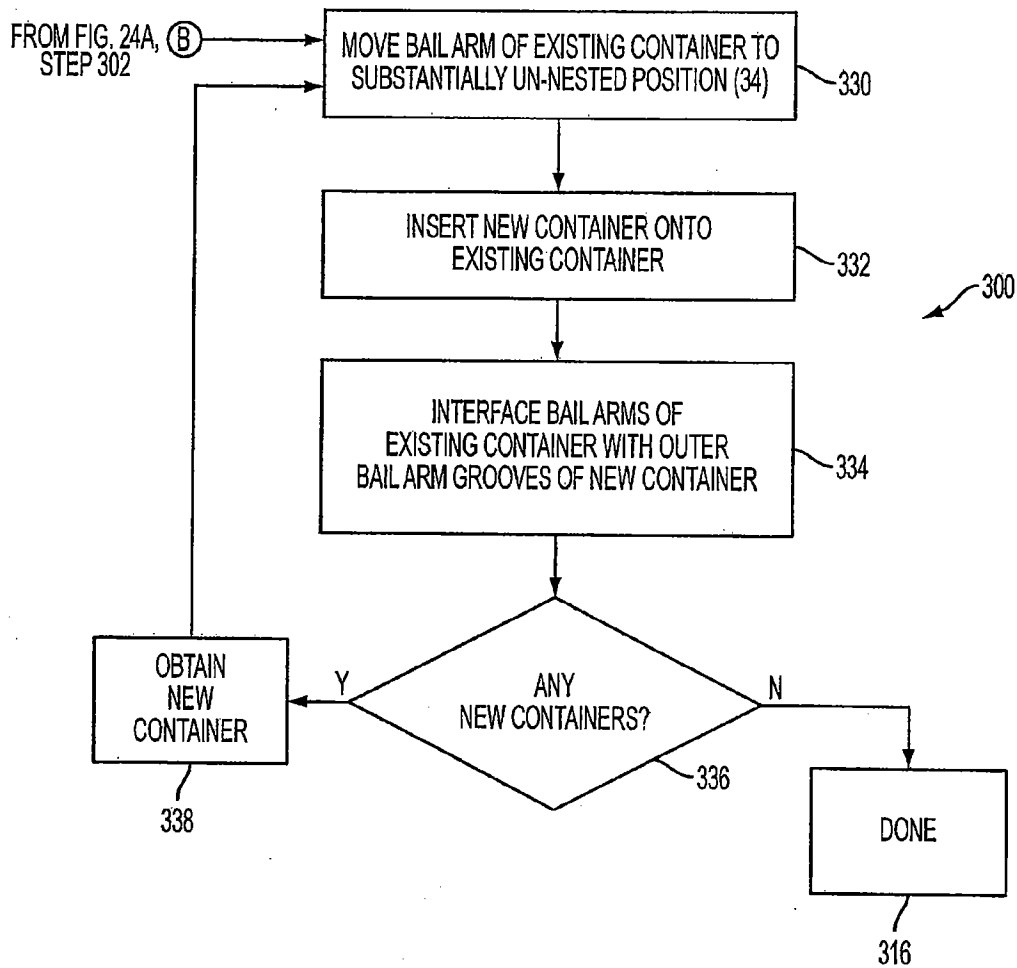 FROM FIG. 24A, B
STEP 302
MOVE BAIL ARM OF EXISTING CONTAINER TO
SUBSTANTIALLY UN-NESTED POSITION (34)
330
INSERT NEW CONTAINER ONTO
EXISTING CONTAINER
332
300
INTERFACE BAIL ARMS OF
EXISTING CONTAINER WITH OUTER
BAIL ARM GROOVES OF NEW CONTAINER
334
ANY
NEW CONTAINERS?
336
Y
N
OBTAIN
NEW
CONTAINER
338
DONE
316